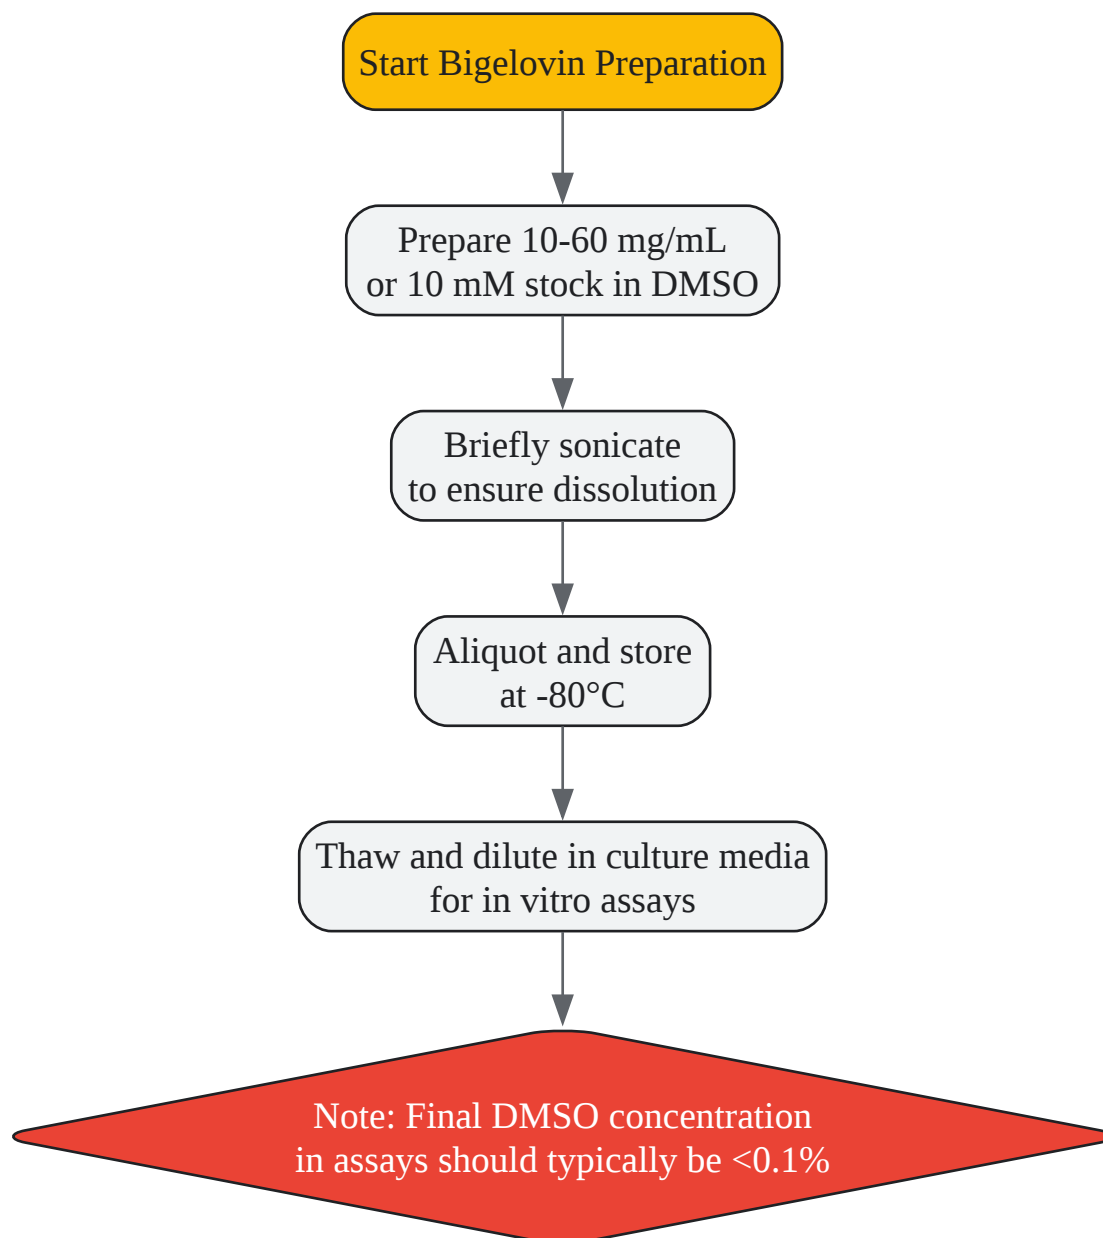 Start Bigelovin Preparation
Prepare 10-60 mg/mL
or 10 mM stock in DMSO
Briefly sonicate
to ensure dissolution
Aliquot and store
at -80°C
Thaw and dilute in culture media
for in vitro assays
Note: Final DMSO concentration
in assays should typically be <0.1%